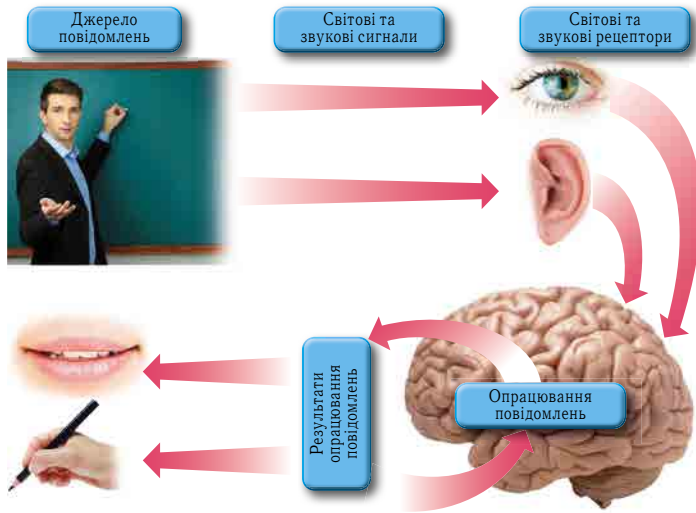 Джерело
повідомлень
Світові та
звукові сигнали
Світові та
звукові рецептори
Результати
опрацювання
повідомлень
Опрацювання
повідомлень